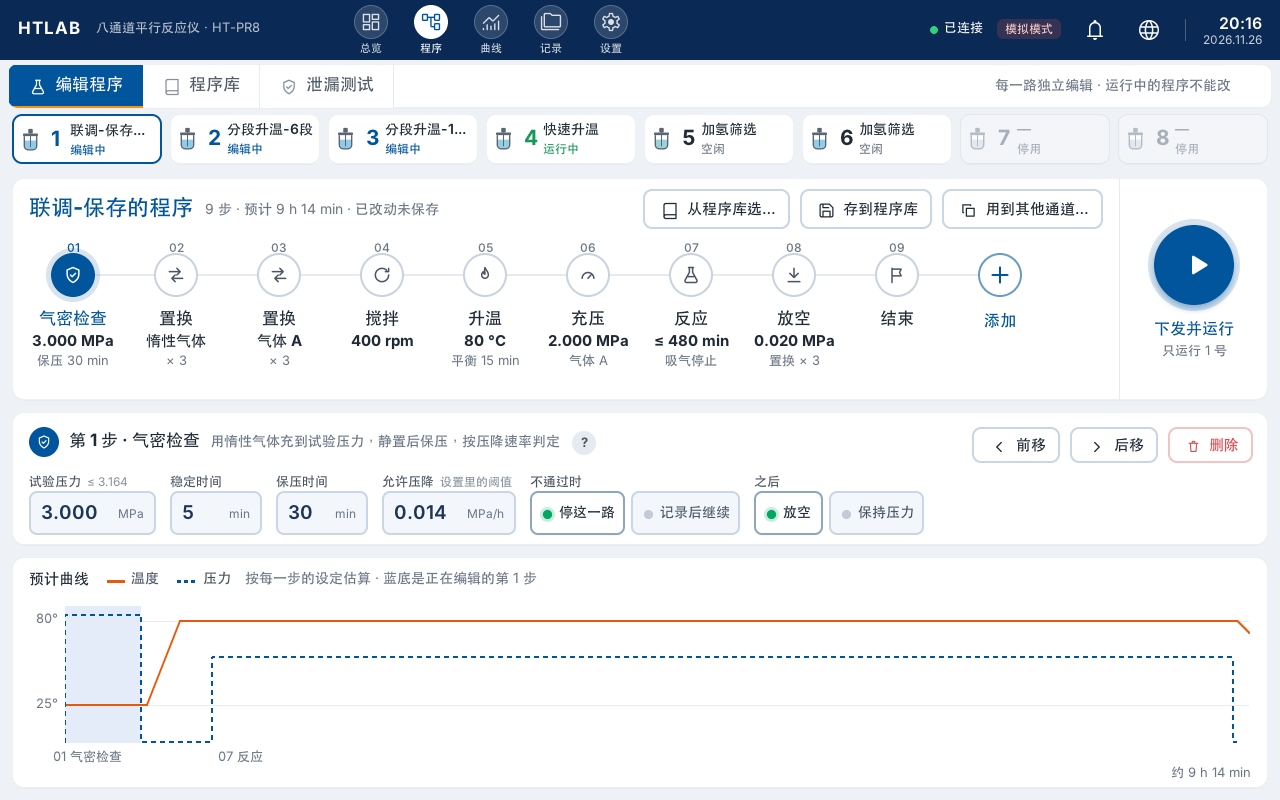 HTLAB 八通道平行反应仪 · HT-PR8
总览 程序 曲线 记录 设置
已连接 模拟模式 20:16
2026.11.26
编辑程序 程序库 泄漏测试 每一路独立编辑 · 运行中的程序不能改
1 联调-保存... 编辑中
2 分段升温-6段 编辑中
3 分段升温-1... 编辑中
4 快速升温 运行中
5 加氢筛选 空闲
6 加氢筛选 空闲
7 — 停用
8 — 停用
联调-保存的程序 9 步 · 预计 9 h 14 min · 已改动未保存
从程序库选... 存到程序库 用到其他通道...
01 02 03 04 05 06 07 08 09
气密检查 置换 置换 搅拌 升温 充压 反应 放空 结束 添加
3.000 MPa 惰性气体 气体 A 400 rpm 80 °C 2.000 MPa ≤ 480 min 0.020 MPa
保压 30 min × 3 × 3 平衡 15 min 气体 A 吸气停止 置换 × 3
下发并运行
只运行 1 号
第 1 步 · 气密检查 用惰性气体充到试验压力 · 静置后保压 · 按压降速率判定 ?
前移 后移 删除
试验压力 ≤ 3.164 稳定时间 保压时间 允许压降 设置里的阈值 不通过时 之后
3.000 MPa 5 min 30 min 0.014 MPa/h 停这一路 记录后继续 放空 保持压力
预计曲线 温度 压力 按每一步的设定估算 · 蓝底是正在编辑的第 1 步
80°
25°
01 气密检查 07 反应
约 9 h 14 min